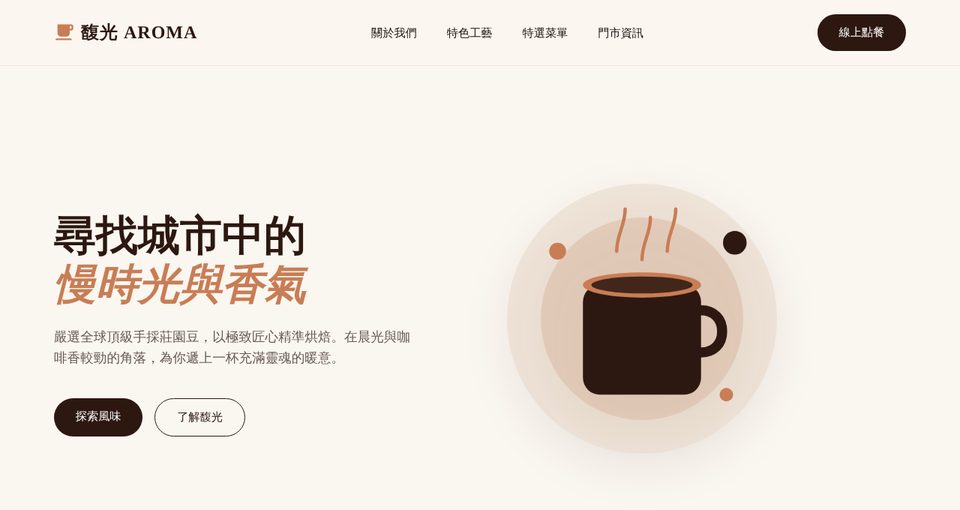 馥光 AROMA
關於我們
特色工藝
特選菜單
門市資訊
線上點餐
尋找城市中的
慢時光與香氣
嚴選全球頂級手採莊園豆，以極致匠心精準烘焙。在晨光與咖
啡香較勁的角落，為你遞上一杯充滿靈魂的暖意。
探索風味
了解馥光